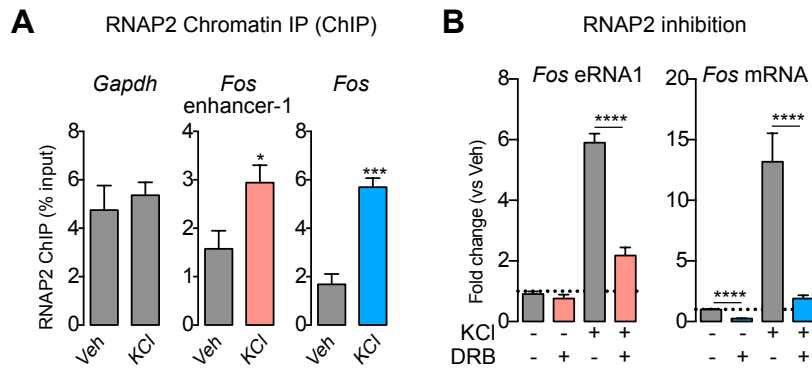 A
RNAP2 Chromatin IP (ChIP)
Gapdh
Fos
enhancer-1
Fos
RNAP2 ChIP (% input)
8
6
4
2
0
Veh
KCl
4
3
2
1
0
*
Veh
KCl
8
6
4
2
0
***
Veh
KCl
B
RNAP2 inhibition
Fos eRNA1
Fos mRNA
Fold change (vs Veh)
8
6
4
2
0
****
20
15
10
5
0
****
****
KCl - - + + - - + +
DRB - + - + - + - +